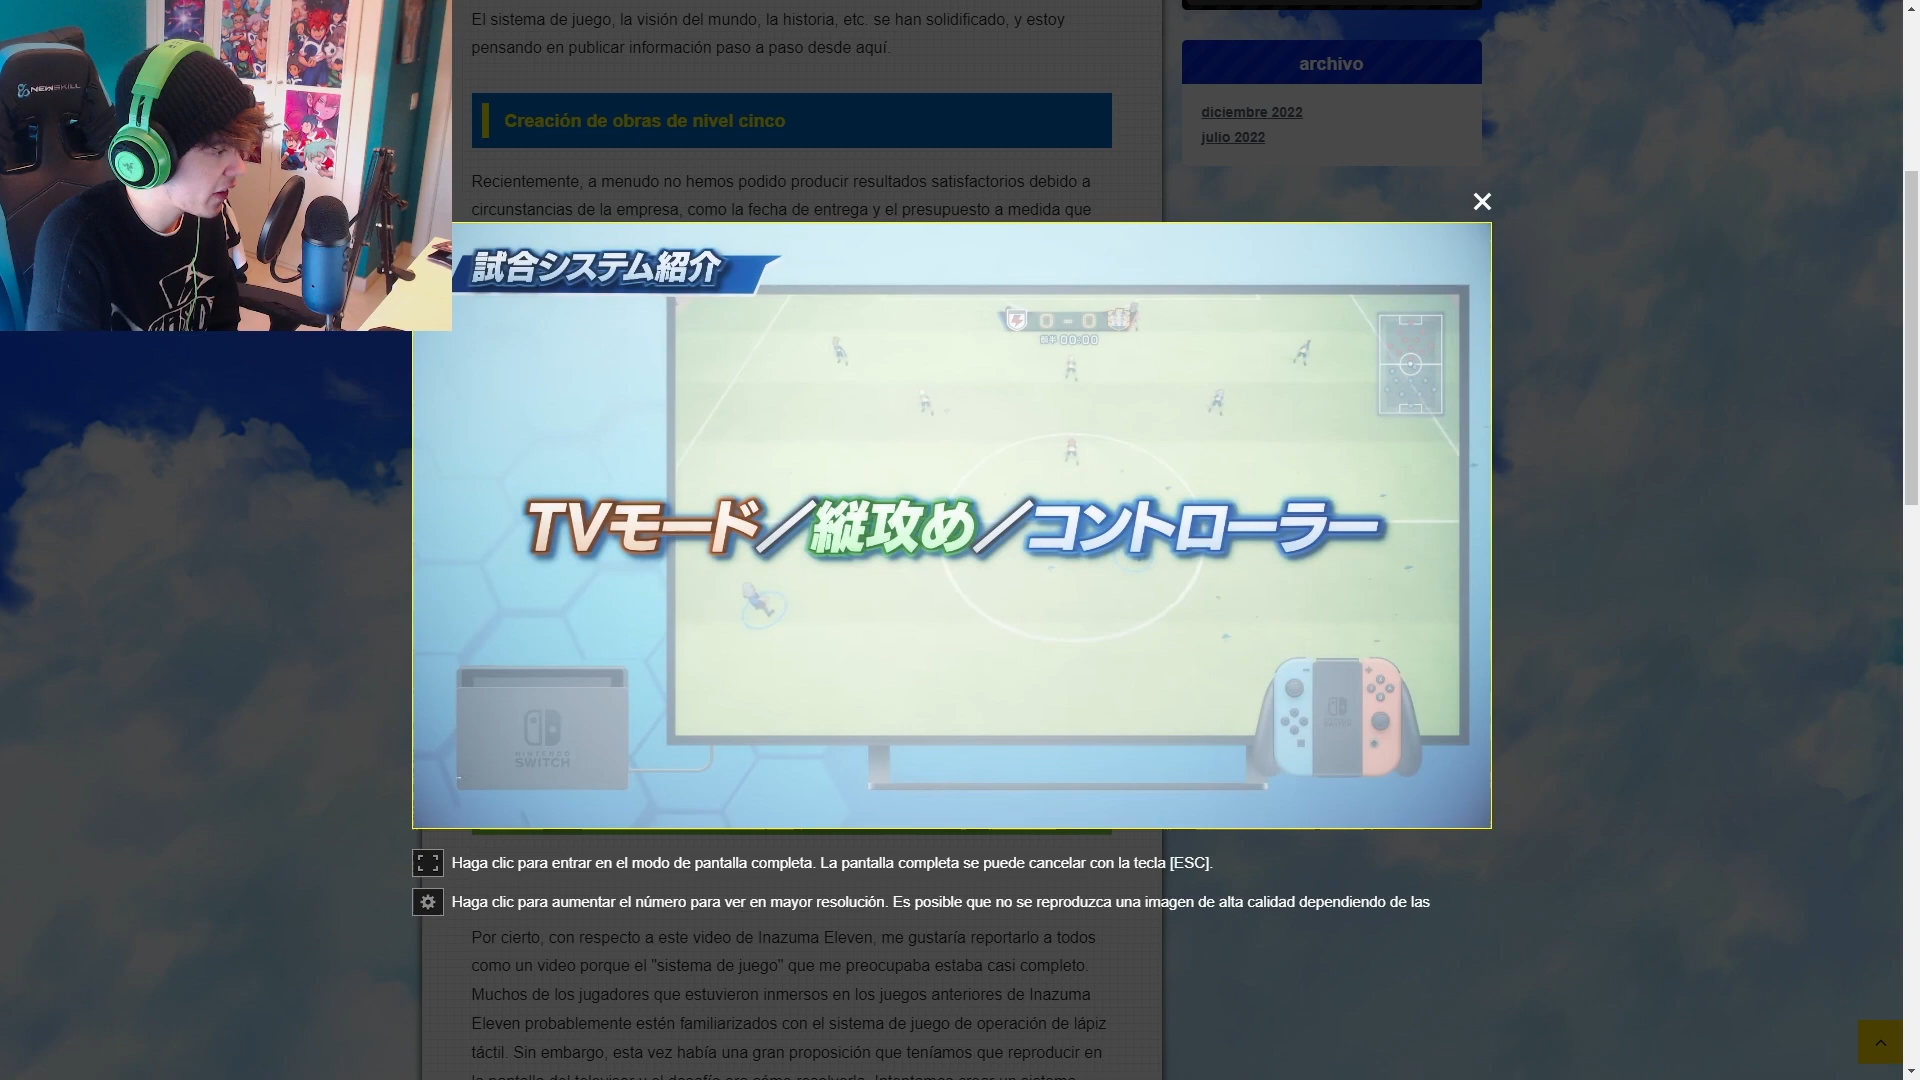 El sistema de juego, la visión del mundo, la historia, etc. se han solidificado, y estoy
pensando en publicar información paso a paso desde aquí.
Creación de obras de nivel cinco
Recientemente, a menudo no hemos podido producir resultados satisfactorios debido a
circunstancias de la empresa, como la fecha de entrega y el presupuesto a medida que
archivo
diciembre 2022
julio 2022
NEWSKILL
試合システム紹介
0 - 0
前半 00:00
TVモード／縦攻め／コントローラー
NINTENDO
SWITCH
Haga clic para entrar en el modo de pantalla completa. La pantalla completa se puede cancelar con la tecla [ESC].
Haga clic para aumentar el número para ver en mayor resolución. Es posible que no se reproduzca una imagen de alta calidad dependiendo de las
Por cierto, con respecto a este video de Inazuma Eleven, me gustaría reportarlo a todos
como un video porque el "sistema de juego" que me preocupaba estaba casi completo.
Muchos de los jugadores que estuvieron inmersos en los juegos anteriores de Inazuma
Eleven probablemente estén familiarizados con el sistema de juego de operación de lápiz
táctil. Sin embargo, esta vez había una gran proposición que teníamos que reproducir en